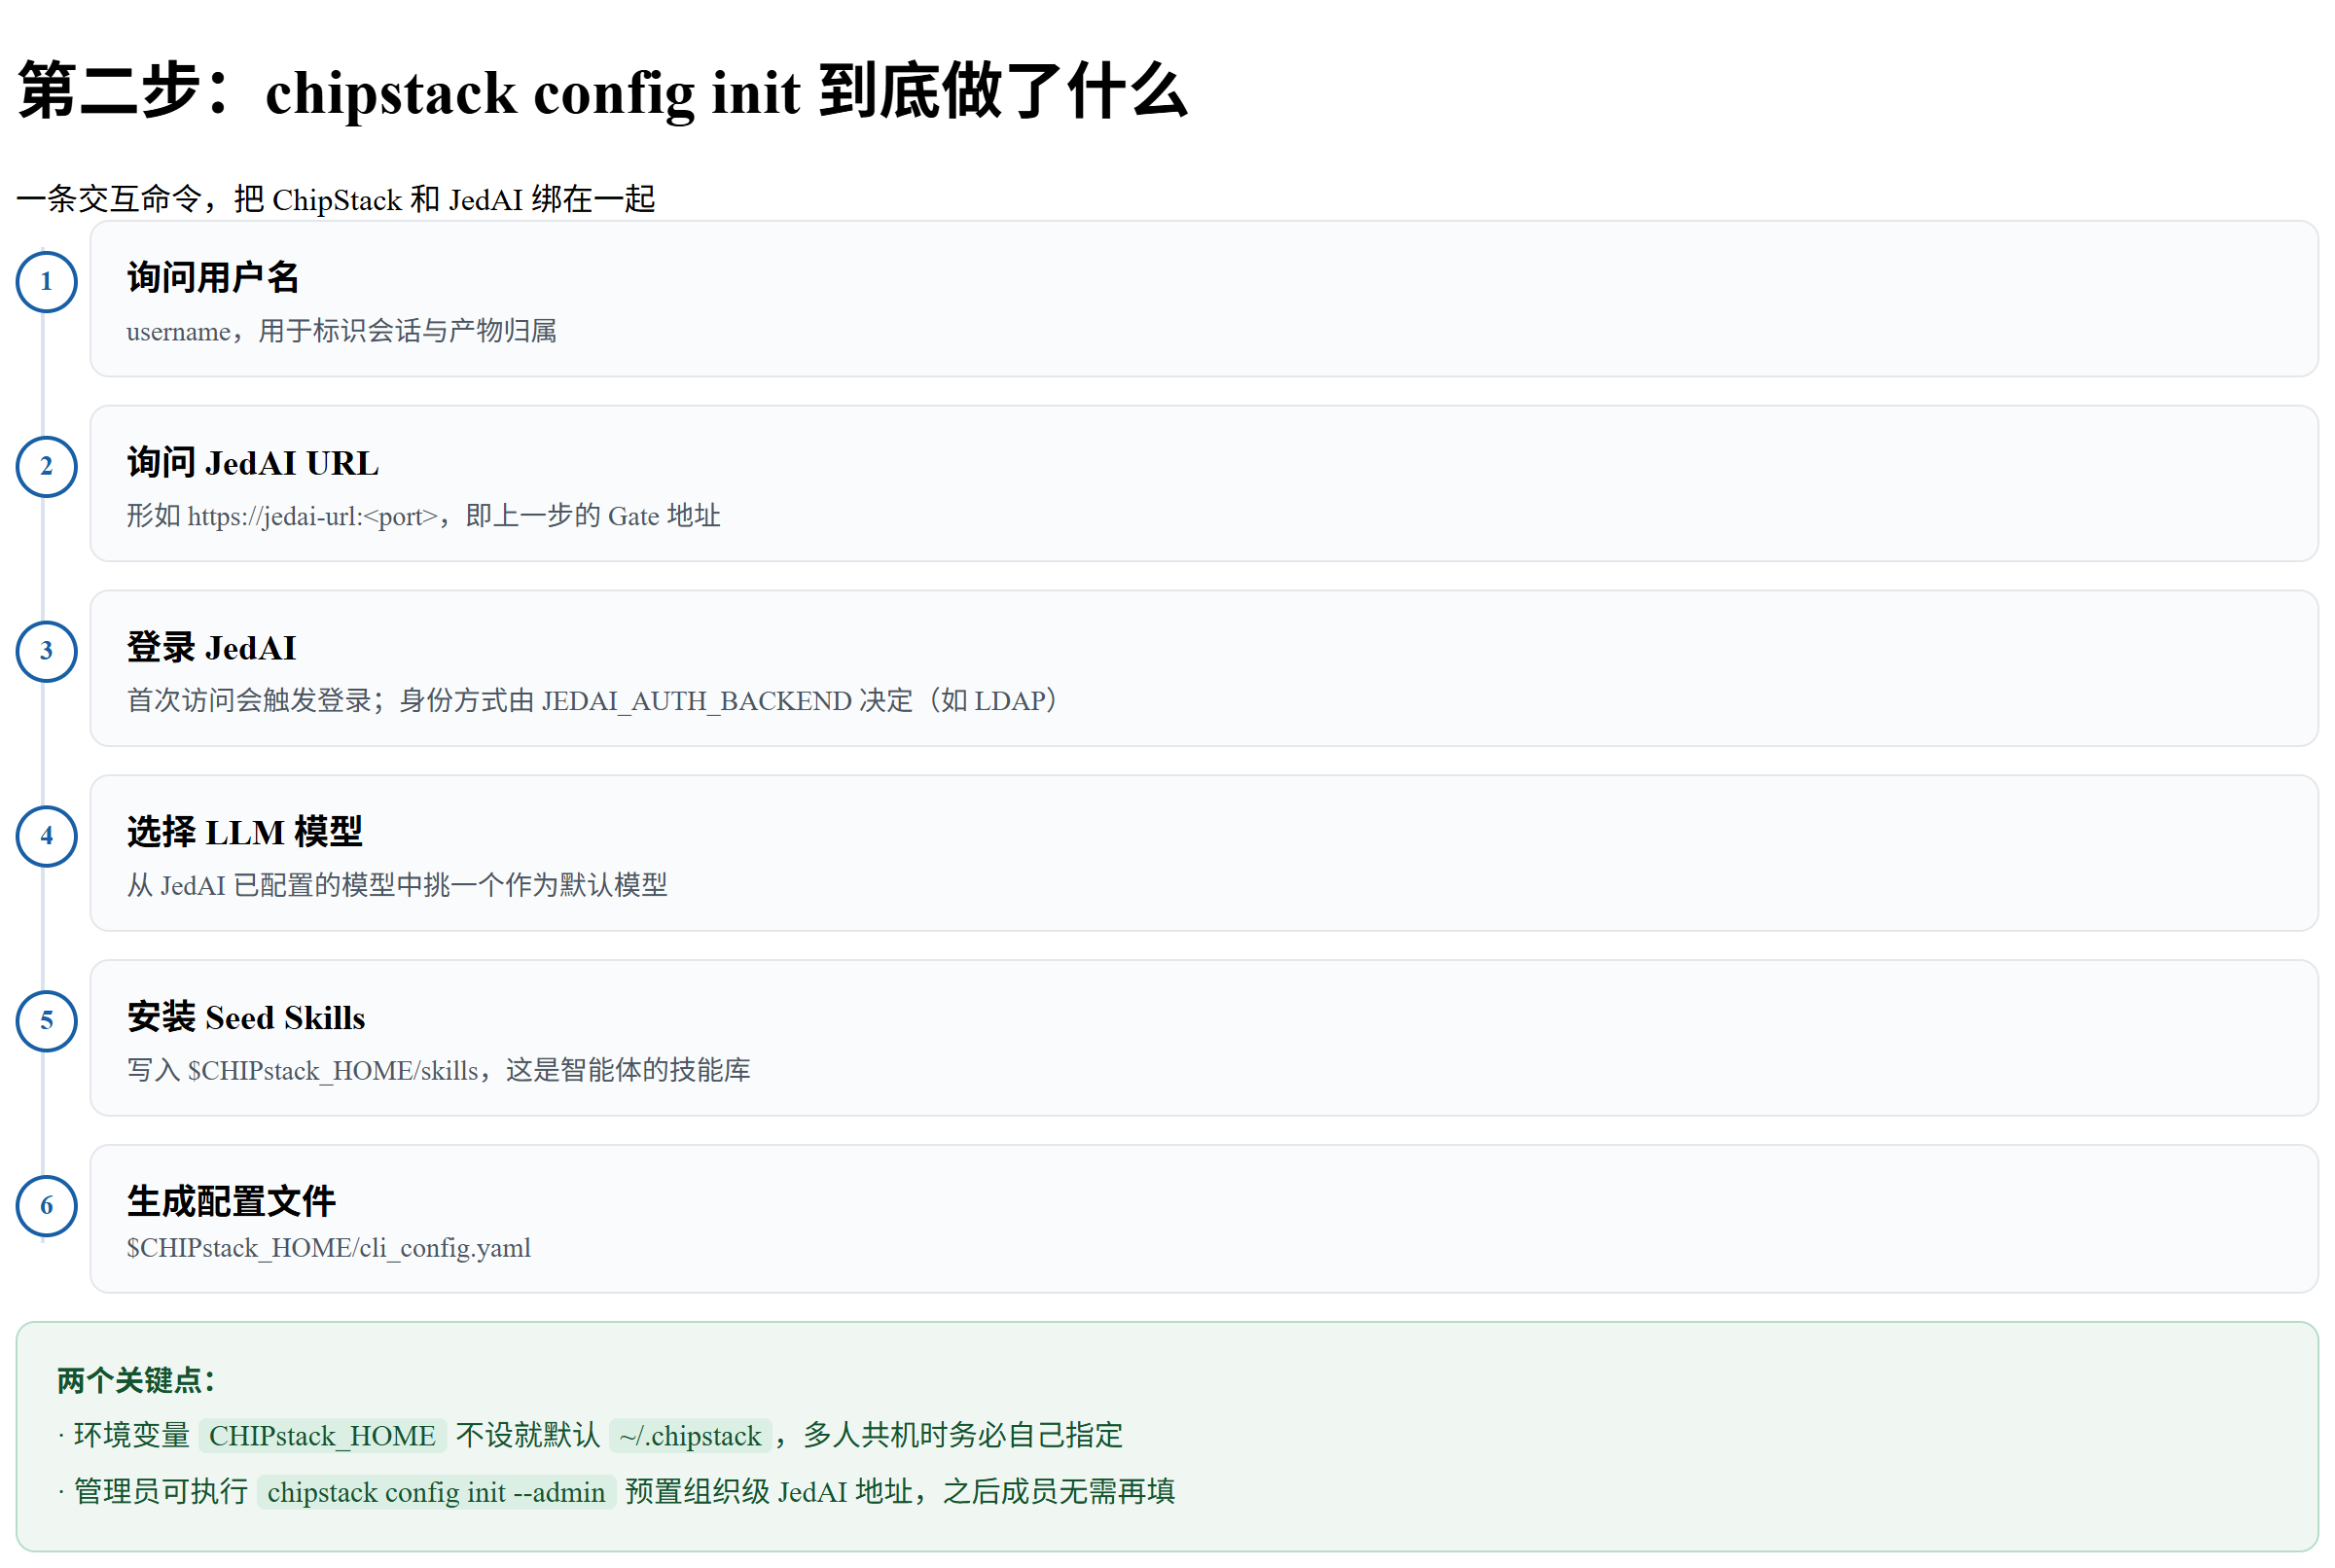 第二步：chipstack config init 到底做了什么
一条交互命令，把 ChipStack 和 JedAI 绑在一起
1
询问用户名
username，用于标识会话与产物归属
2
询问 JedAI URL
形如 https://jedai-url:<port>，即上一步的 Gate 地址
3
登录 JedAI
首次访问会触发登录；身份方式由 JEDAI_AUTH_BACKEND 决定（如 LDAP）
4
选择 LLM 模型
从 JedAI 已配置的模型中挑一个作为默认模型
5
安装 Seed Skills
写入 $CHIPstack_HOME/skills，这是智能体的技能库
6
生成配置文件
$CHIPstack_HOME/cli_config.yaml
两个关键点：
· 环境变量 CHIPstack_HOME 不设就默认 ~/.chipstack，多人共机时务必自己指定
· 管理员可执行 chipstack config init --admin 预置组织级 JedAI 地址，之后成员无需再填